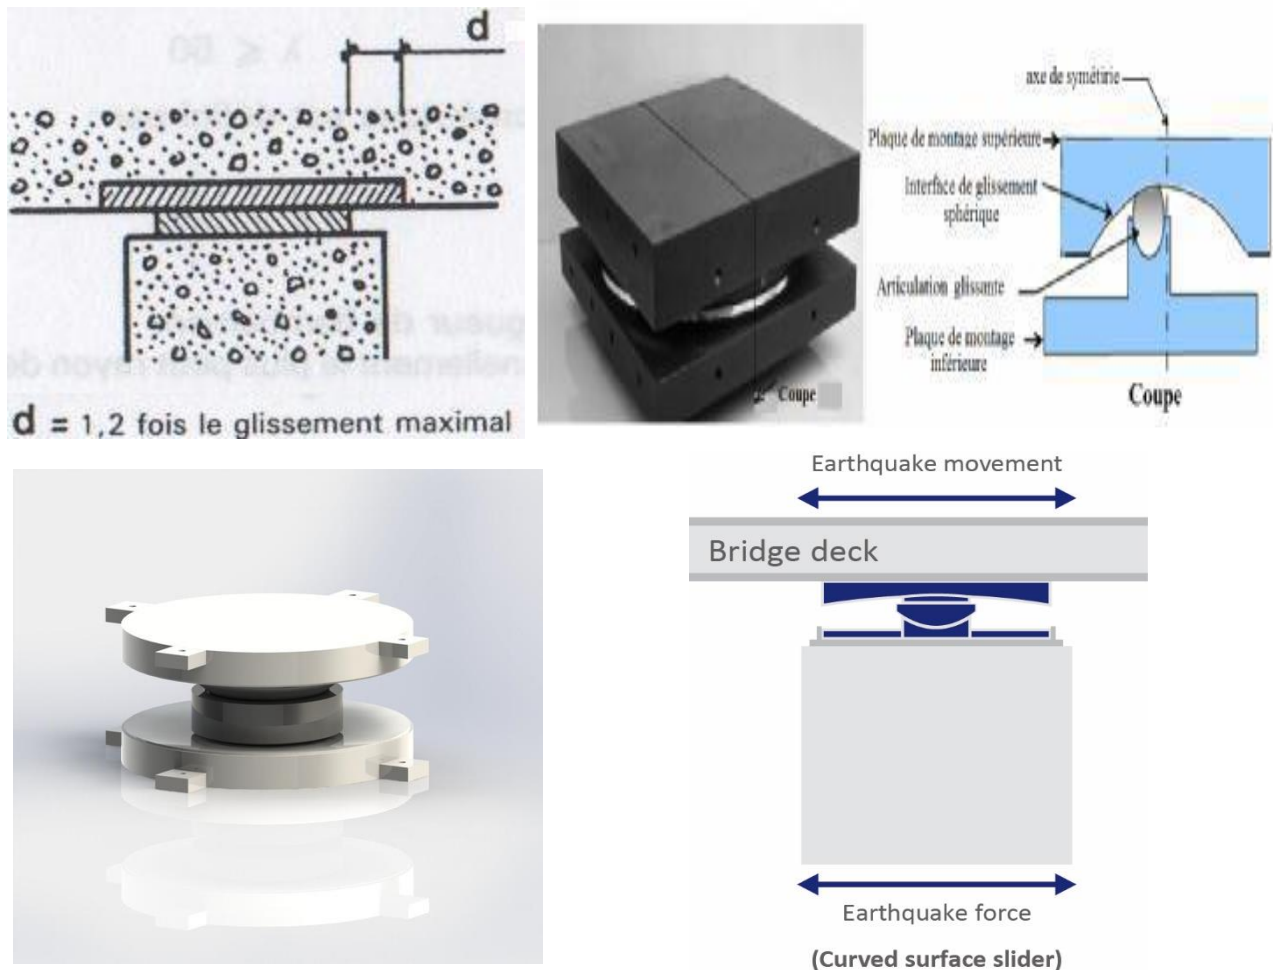 d
d = 1,2 fois le glissement maximal
Coupe
axe de symétirie
Plaque de montage supérieure
Interface de glissement
sphérique
Articulation glissante
Plaque de montage
inférieure
Coupe
Earthquake movement
Bridge deck
Earthquake force
(Curved surface slider)